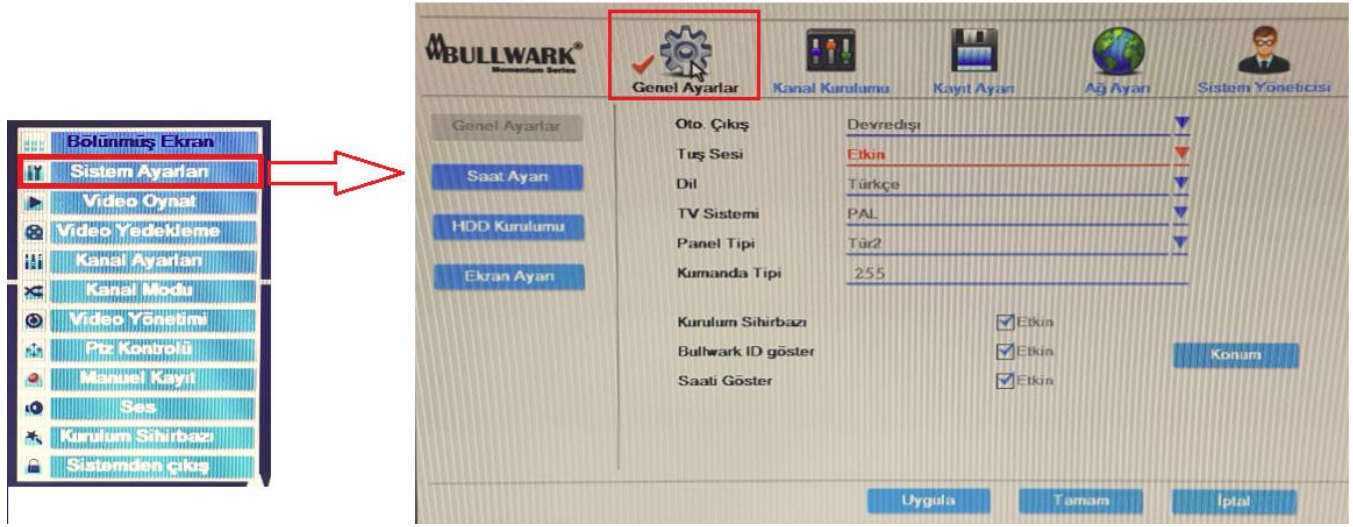 Bölünmüş Ekran
Sistem Ayarları
Video Oynat
Video Yedekleme
Kanal Ayarları
Kanal Modu
Video Yönetimi
Ptz Kontrolü
Manuel Kayıt
Ses
Kurulum Sihirbazı
Sistemden çıkış
BULLWARK®
Momentum Series
Genel Ayarlar
Kanal Kurulumu
Kayıt Ayarı
Ağ Ayarı
Sistem Yöneticisi
Genel Ayarlar
Saat Ayarı
HDD Kurulumu
Ekran Ayarı
Oto. Çıkış Devredışı
Tuş Sesi Etkin
Dil Türkçe
TV Sistemi PAL
Panel Tipi Tür2
Kumanda Tipi 255
Kurulum Sihirbazı Etkin
Bullwark ID göster Etkin Konum
Saati Göster Etkin
Uygula Tamam İptal